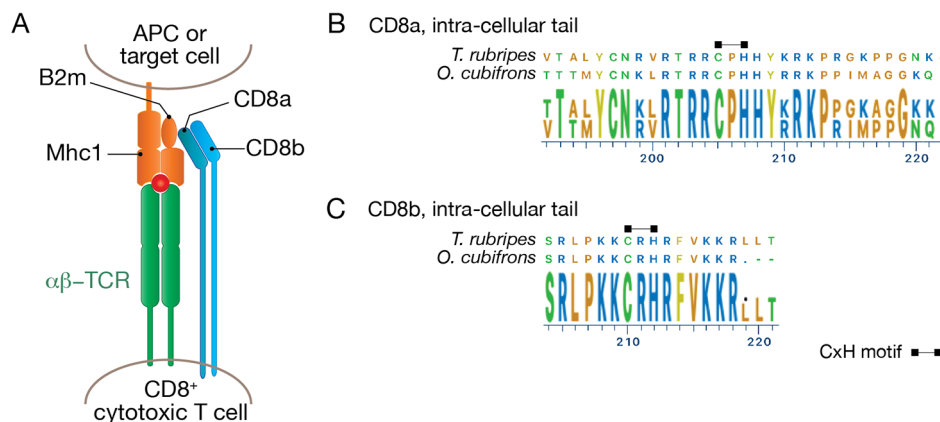 A
APC or
target cell
B2m
CD8a
CD8b
Mhc1
αβ–TCR
CD8+
cytotoxic T cell
B CD8a, intra-cellular tail
T. rubripes V T A L Y C N R V R T R R C P H H Y K R K P R G K P P G N K
O. cubifrons T T T M Y C N K L R T R R C P H H Y R R K P P I M A G G K Q
T T A L Y C N K L R T R R C P H H Y K R K P P G K A G G K K
V T T M R V R R I M P P N Q
200 210 220
C CD8b, intra-cellular tail
T. rubripes S R L P K K C R H R F V K K R L L T
O. cubifrons S R L P K K C R H R F V K K R . - -
S R L P K K C R H R F V K K R L L T
210 220
CxH motif